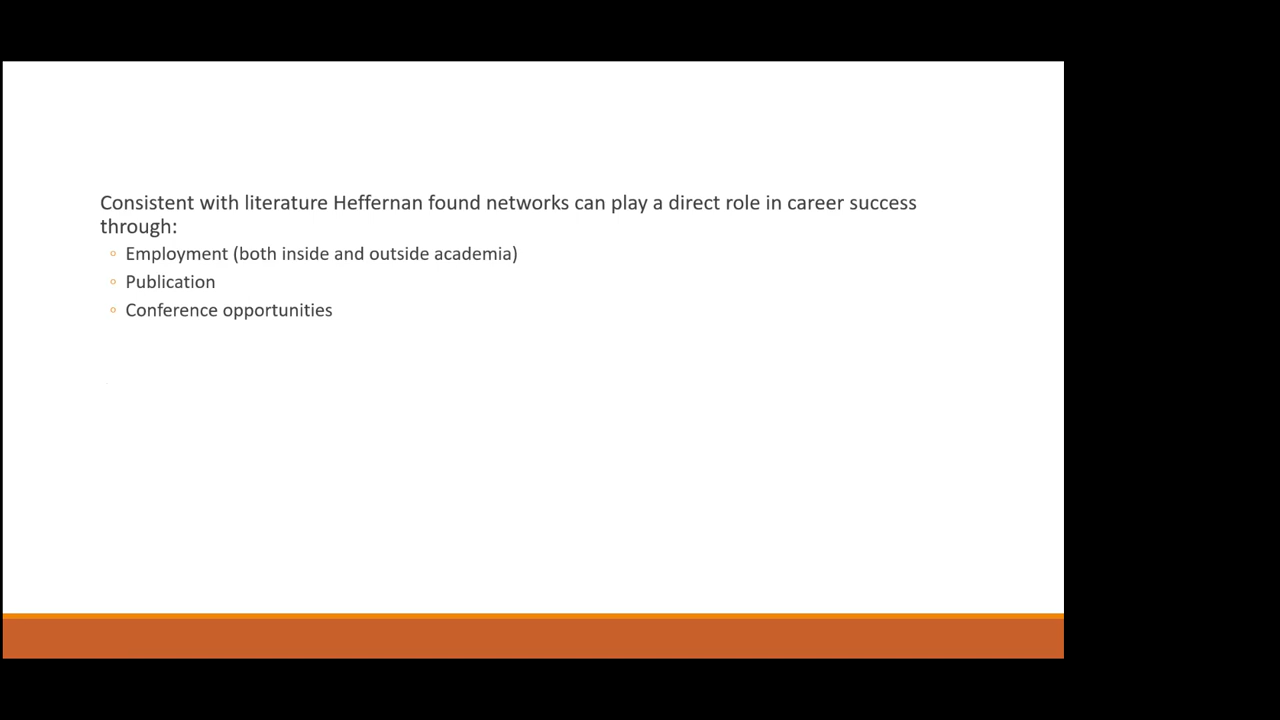 Consistent with literature Heffernan found networks can play a direct role in career success
through:
◦ Employment (both inside and outside academia)
◦ Publication
◦ Conference opportunities